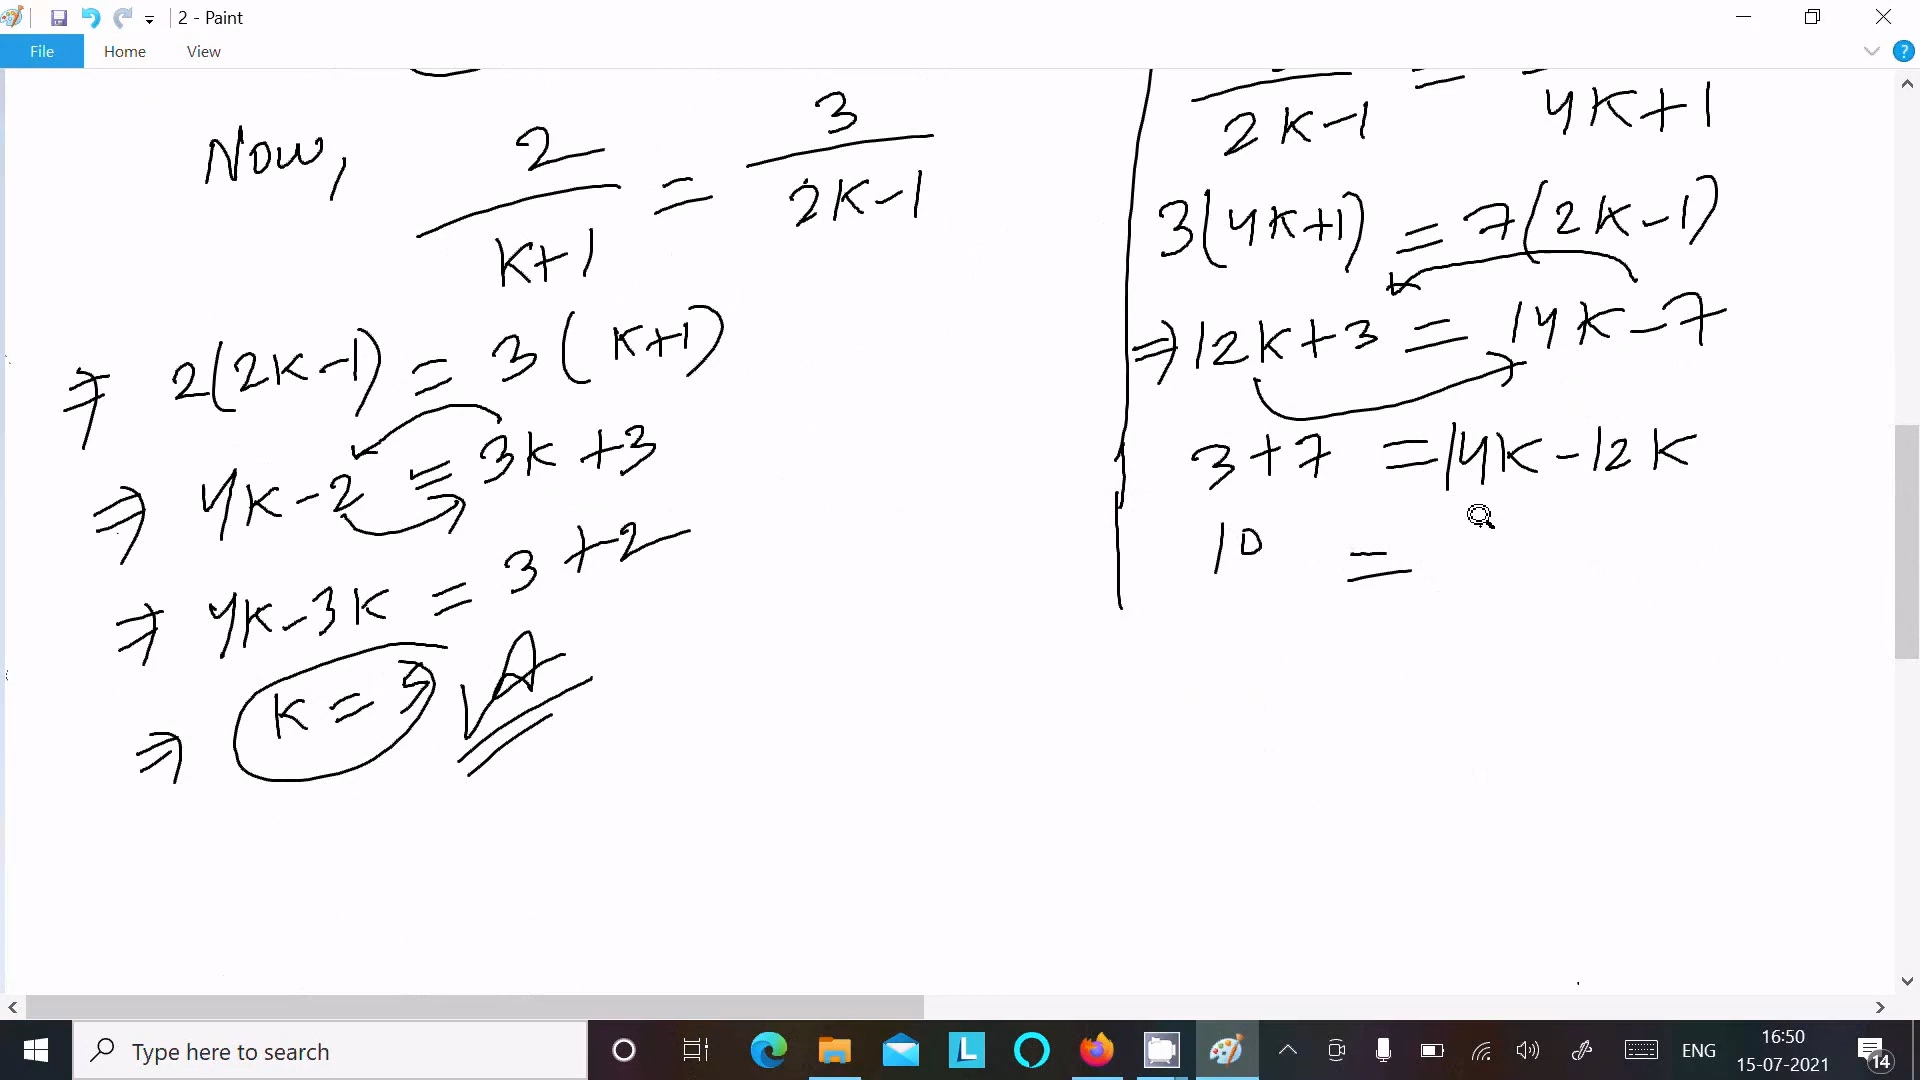 2 - Paint
File Home View
Now, 2/k+1 = 3/2k-1
⇒ 2(2k-1) = 3(k+1)
⇒ 4k-2 = 3k+3
⇒ 4k-3k = 3+2
⇒ k=5 A
2k-1 = 4k+1
3(4k+1) = 7(2k-1)
⇒ 12k+3 = 14k-7
3+7 = 14k-12k
10 =
Type here to search
L
ENG
16:50
15-07-2021
14